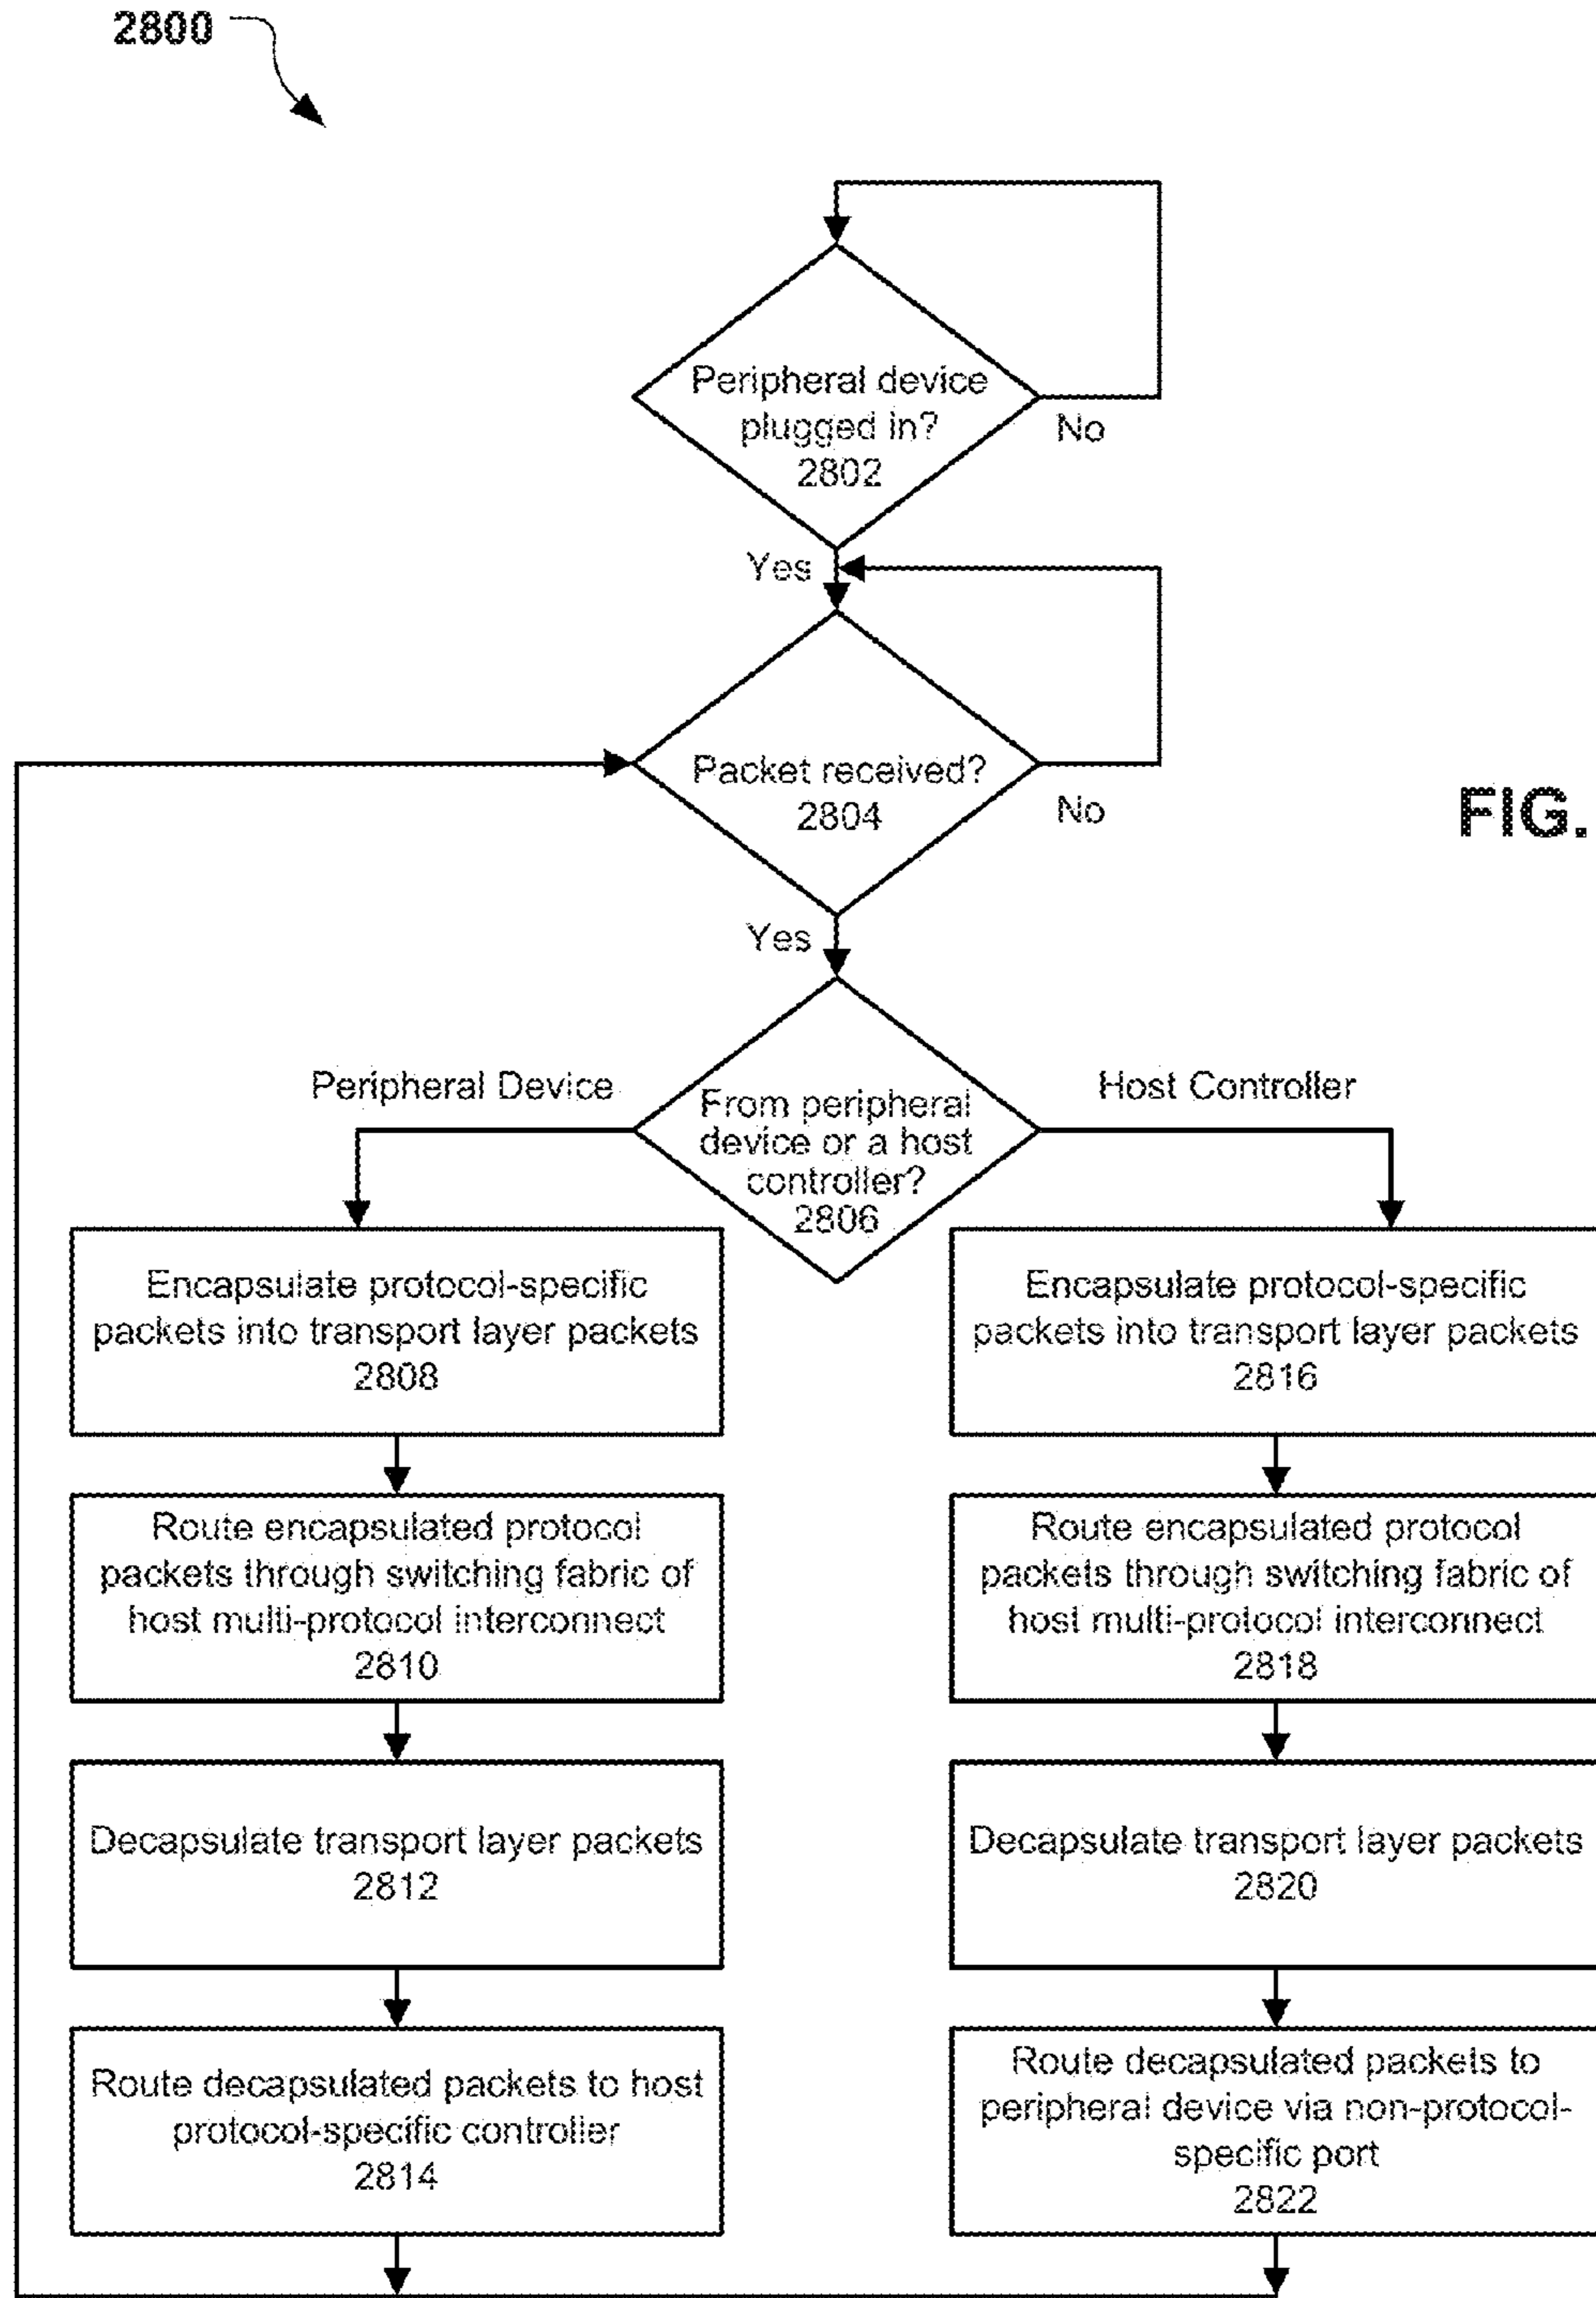 2800
Peripheral device
plugged in?
2802
No
Yes
Packet received?
2804
No
FIG.
Yes
Peripheral Device
Host Controller
From peripheral
device or a host
controller?
2806
Encapsulate protocol-specific
packets into transport layer packets
2808
Encapsulate protocol-specific
packets into transport layer packets
2816
Route encapsulated protocol
packets through switching fabric of
host multi-protocol interconnect
2810
Route encapsulated protocol
packets through switching fabric of
host multi-protocol interconnect
2818
Decapsulate transport layer packets
2812
Decapsulate transport layer packets
2820
Route decapsulated packets to host
protocol-specific controller
2814
Route decapsulated packets to
peripheral device via non-protocol-
specific port
2822